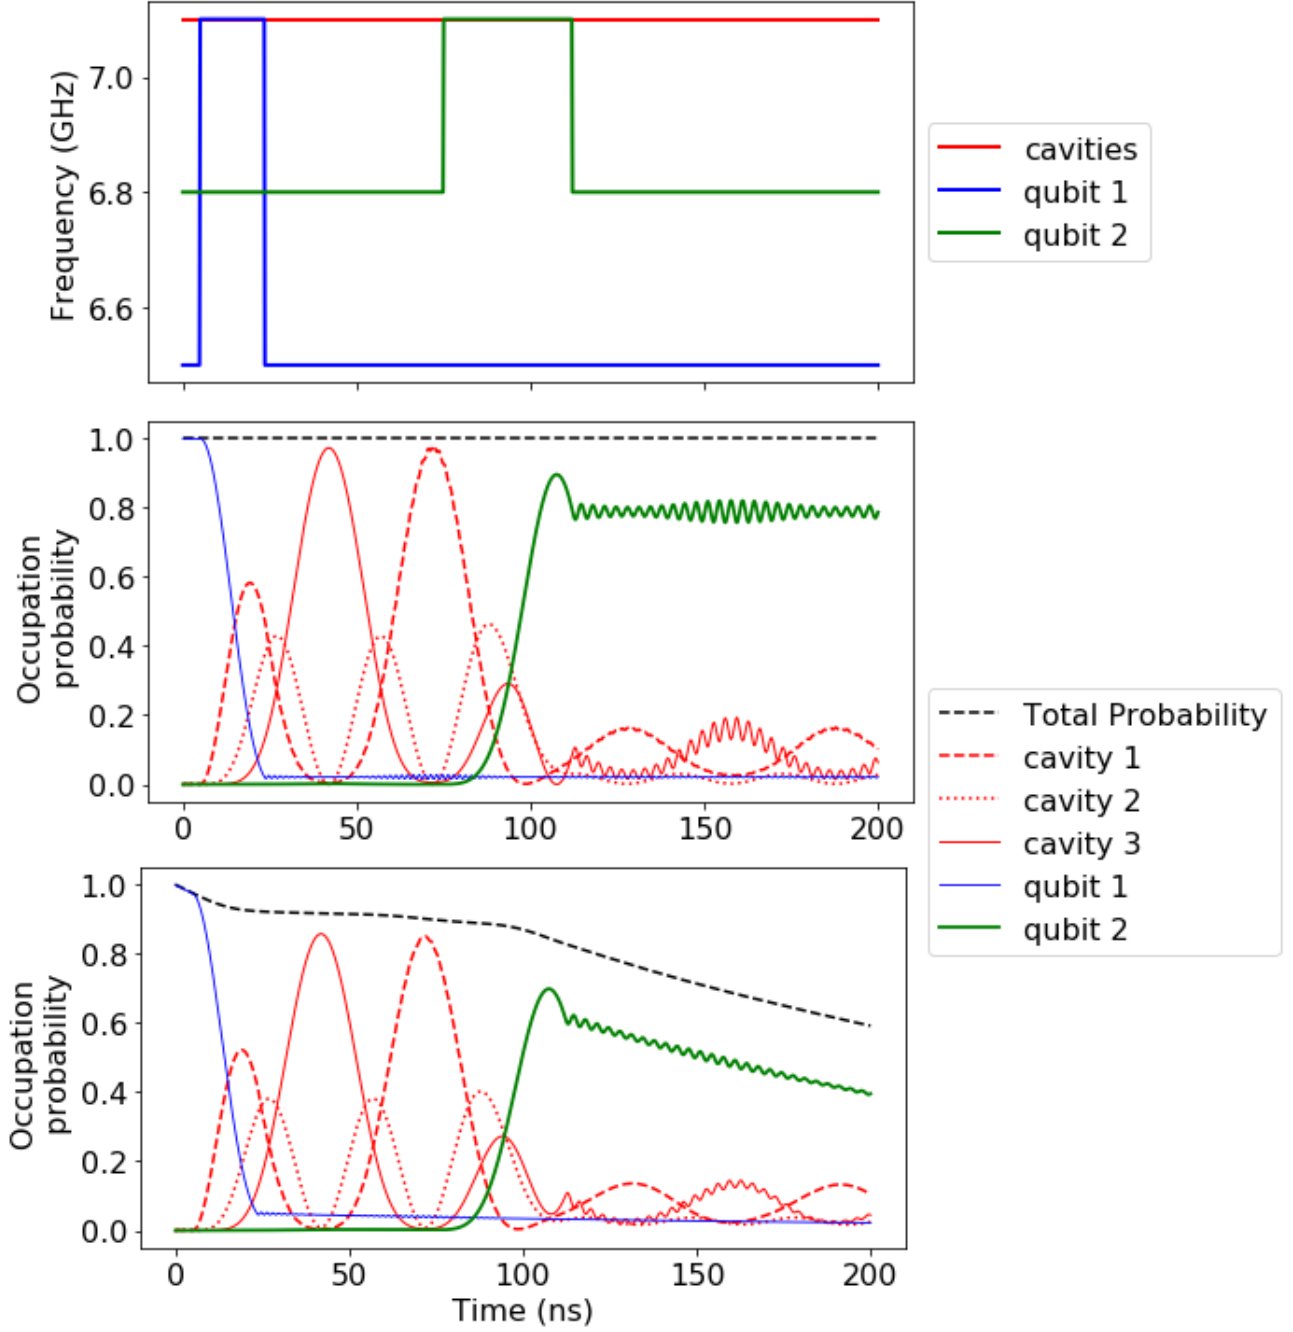 Frequency (GHz)
7.0
6.8
6.6
cavities
qubit 1
qubit 2
Occupation
probability
1.0
0.8
0.6
0.4
0.2
0.0
0
50
100
150
200
Total Probability
cavity 1
cavity 2
cavity 3
qubit 1
qubit 2
Occupation
probability
1.0
0.8
0.6
0.4
0.2
0.0
0
50
100
150
200
Time (ns)